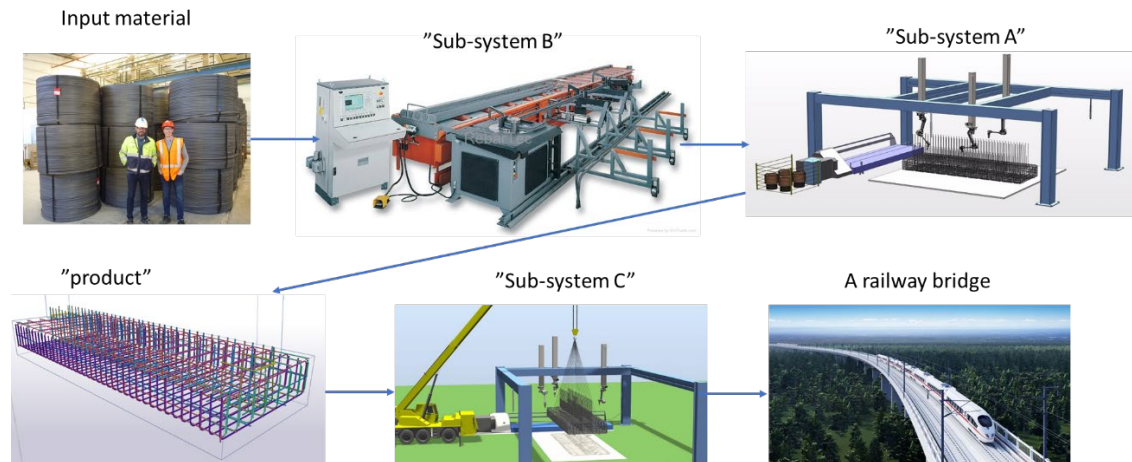 Input material
”Sub-system B”
”Sub-system A”
”product”
”Sub-system C”
A railway bridge